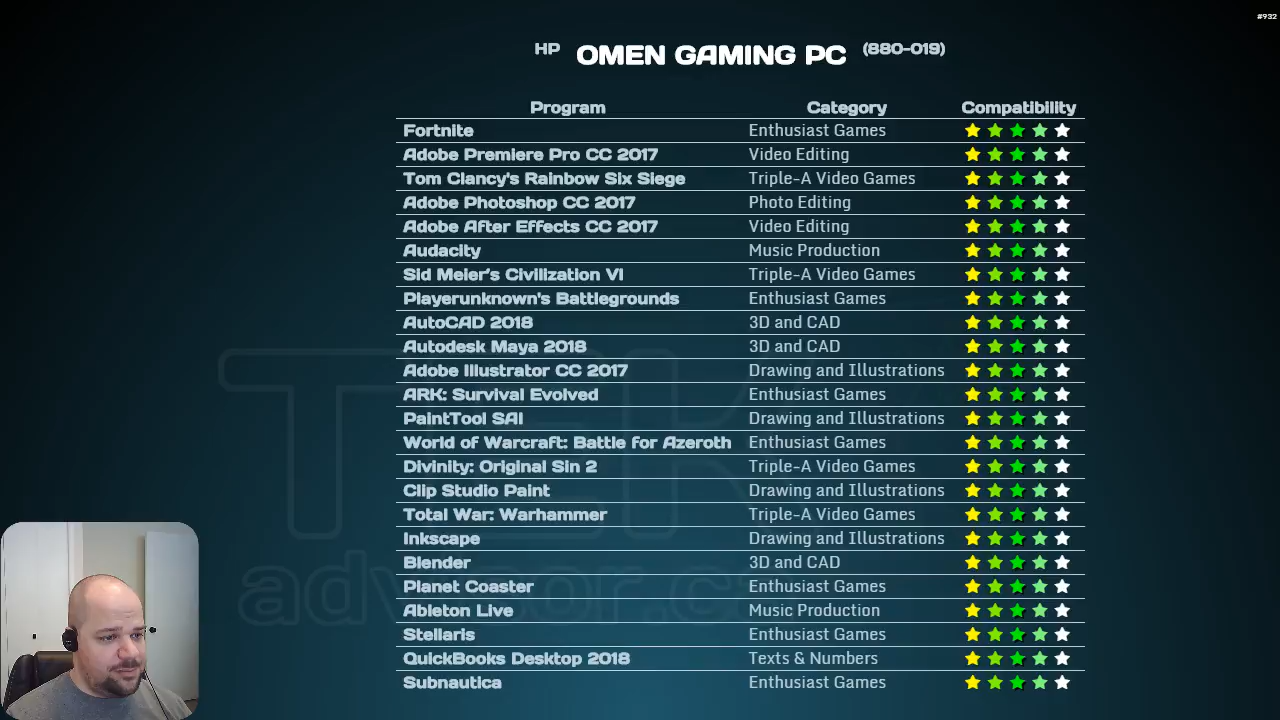 #932
HP OMEN GAMING PC (880-019)
Program Category Compatibility
Fortnite Enthusiast Games
Adobe Premiere Pro CC 2017 Video Editing
Tom Clancy's Rainbow Six Siege Triple-A Video Games
Adobe Photoshop CC 2017 Photo Editing
Adobe After Effects CC 2017 Video Editing
Audacity Music Production
Sid Meier's Civilization VI Triple-A Video Games
Playerunknown's Battlegrounds Enthusiast Games
AutoCAD 2018 3D and CAD
Autodesk Maya 2018 3D and CAD
Adobe Illustrator CC 2017 Drawing and Illustrations
ARK: Survival Evolved Enthusiast Games
PaintTool SAI Drawing and Illustrations
World of Warcraft: Battle for Azeroth Enthusiast Games
Divinity: Original Sin 2 Triple-A Video Games
Clip Studio Paint Drawing and Illustrations
Total War: Warhammer Triple-A Video Games
Inkscape Drawing and Illustrations
Blender 3D and CAD
Planet Coaster Enthusiast Games
Ableton Live Music Production
Stellaris Enthusiast Games
QuickBooks Desktop 2018 Texts & Numbers
Subnautica Enthusiast Games